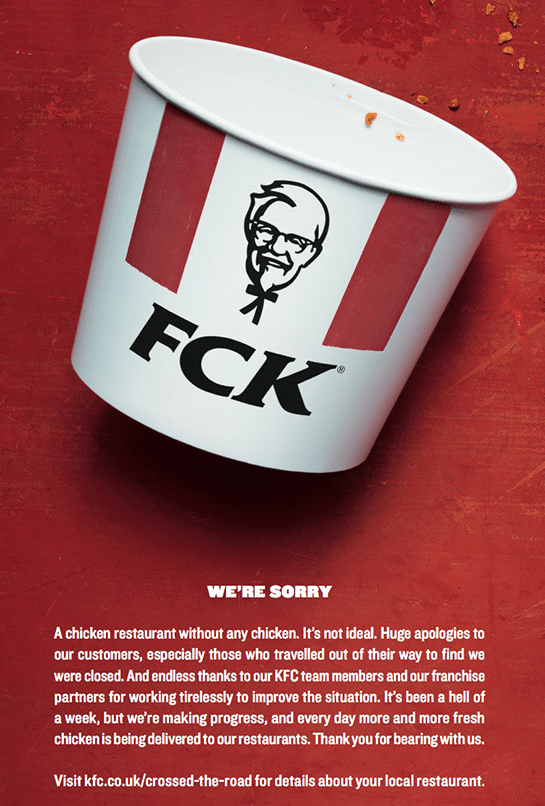 FCK®
WE'RE SORRY
A chicken restaurant without any chicken. It's not ideal. Huge apologies to
our customers, especially those who travelled out of their way to find we
were closed. And endless thanks to our KFC team members and our franchise
partners for working tirelessly to improve the situation. It's been a hell of
a week, but we're making progress, and every day more and more fresh
chicken is being delivered to our restaurants. Thank you for bearing with us.
Visit kfc.co.uk/crossed-the-road for details about your local restaurant.